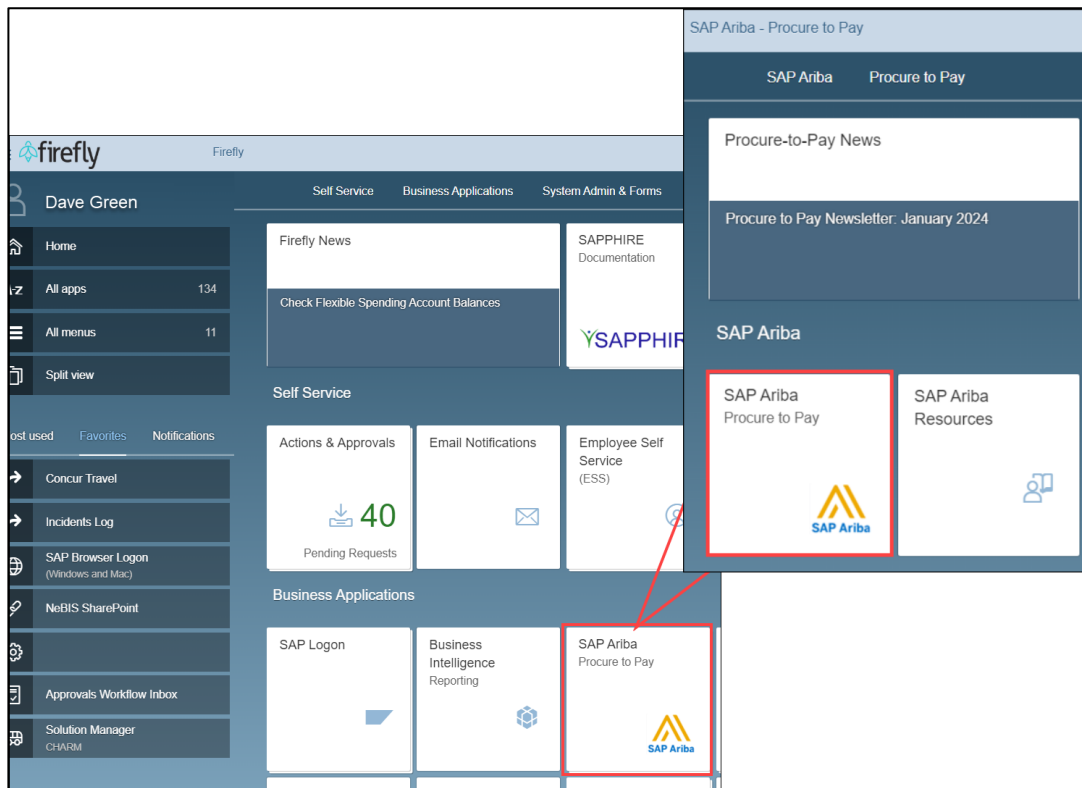 SAP Ariba - Procure to Pay
SAP Ariba Procure to Pay
Procure-to-Pay News
Procure to Pay Newsletter: January 2024
SAP Ariba
SAP Ariba
Procure to Pay
SAP Ariba
SAP Ariba
Resources
firefly
Firefly
Dave Green
Home
All apps 134
All menus 11
Split view
Favorites Notifications
Concur Travel
Incidents Log
SAP Browser Logon
(Windows and Mac)
NeBIS SharePoint
Approvals Workflow Inbox
Solution Manager
CHARM
Self Service Business Applications System Admin & Forms
Firefly News
Check Flexible Spending Account Balances
SAPPHIRE
Documentation
SAPPHIR
Self Service
Actions & Approvals
40
Pending Requests
Email Notifications
Employee Self
Service
(ESS)
Business Applications
SAP Logon
Business
Intelligence
Reporting
SAP Ariba
Procure to Pay
SAP Ariba